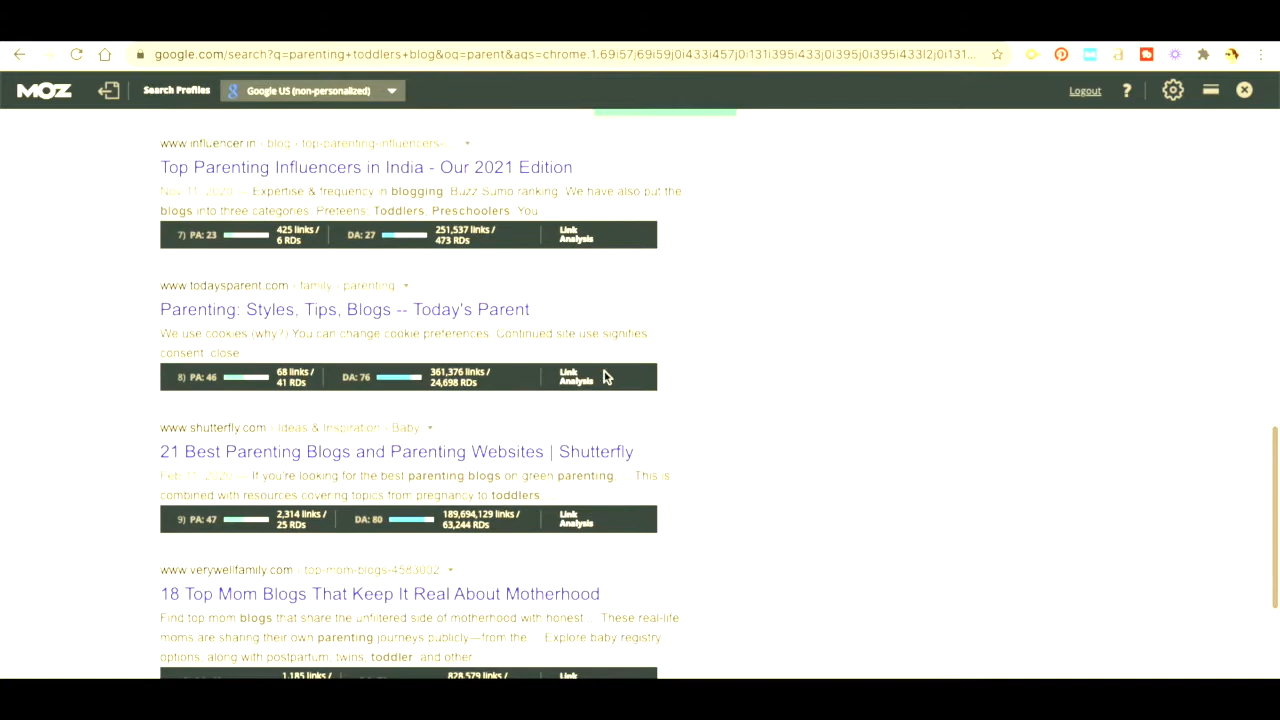 google.com/search?q=parenting+toddlers+blog&oq=parent&aqs=chrome.1.69i57j69i59j0i433i457j0i131i395i433j0i395j0i395i433l2j0i131...
MOZ Search Profiles Google US (non-personalized) Logout ?
www.influencer.in › blog › top-parenting-influencers-...
Top Parenting Influencers in India - Our 2021 Edition
Nov 11, 2020 — Expertise & frequency in blogging. Buzz Sumo ranking. We have also put the
blogs into three categories. Preteens, Toddlers, Preschoolers. You
7) PA: 23 425 links / 6 RDs DA: 27 251,537 links / 473 RDs Link Analysis
www.todaysparent.com › family › parenting
Parenting: Styles, Tips, Blogs -- Today's Parent
We use cookies (why?) You can change cookie preferences. Continued site use signifies
consent. close
8) PA: 46 68 links / 41 RDs DA: 76 361,376 links / 24,698 RDs Link Analysis
www.shutterfly.com › Ideas & Inspiration › Baby
21 Best Parenting Blogs and Parenting Websites | Shutterfly
Feb 11, 2020 — If you're looking for the best parenting blogs on green parenting, ... This is
combined with resources covering topics from pregnancy to toddlers.
9) PA: 47 2,314 links / 25 RDs DA: 80 189,694,129 links / 63,244 RDs Link Analysis
www.verywellfamily.com › top-mom-blogs-4583002
18 Top Mom Blogs That Keep It Real About Motherhood
Find top mom blogs that share the unfiltered side of motherhood with honest ... These real-life
moms are sharing their own parenting journeys publicly—from the ... Explore baby registry
options, along with postpartum, twins, toddler, and other
1,185 links / 828,579 links / Link